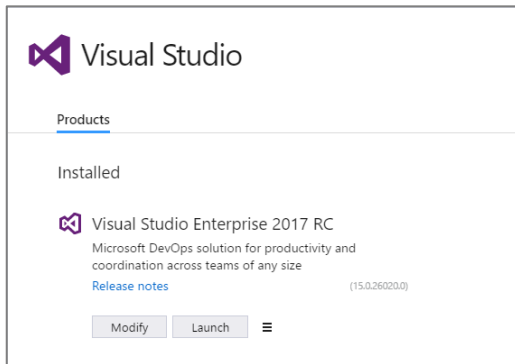 Visual Studio
Products
Installed
Visual Studio Enterprise 2017 RC
Microsoft DevOps solution for productivity and
coordination across teams of any size
Release notes
(15.0.26020.0)
Modify
Launch